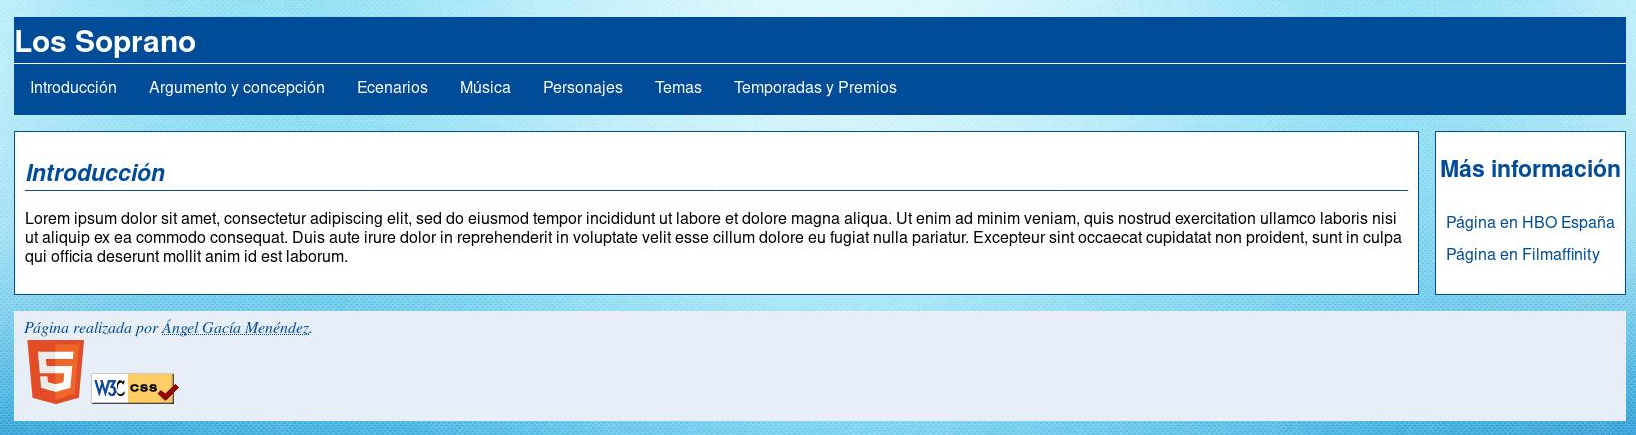 Los Soprano
Introducción Argumento y concepción Ecenarios Música Personajes Temas Temporadas y Premios
Introducción
Lorem ipsum dolor sit amet, consectetur adipiscing elit, sed do eiusmod tempor incididunt ut labore et dolore magna aliqua. Ut enim ad minim veniam, quis nostrud exercitation ullamco laboris nisi
ut aliquip ex ea commodo consequat. Duis aute irure dolor in reprehenderit in voluptate velit esse cillum dolore eu fugiat nulla pariatur. Excepteur sint occaecat cupidatat non proident, sunt in culpa
qui officia deserunt mollit anim id est laborum.
Más información
Página en HBO España
Página en Filmaffinity
Página realizada por Ángel Gacía Menéndez.
5 W3C css